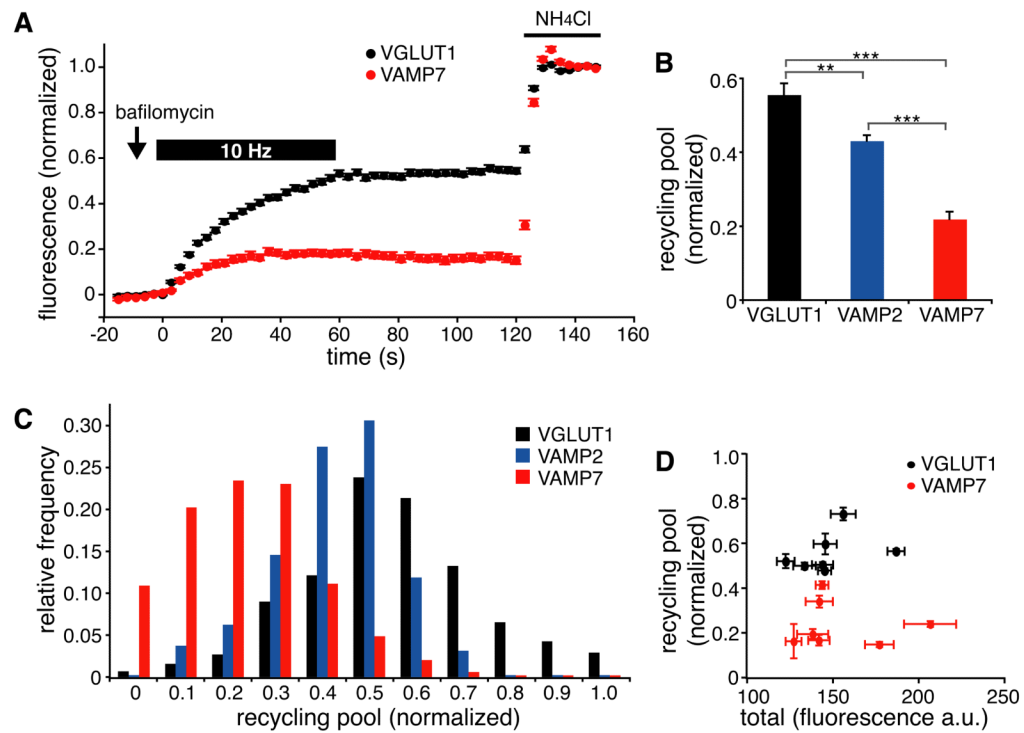 A
NH4Cl
VGLUT1
VAMP7
bafilomycin
10 Hz
fluorescence (normalized)
1.0
0.8
0.6
0.4
0.2
0
-20 0 20 40 60 80 100 120 140 160
time (s)
B
***
**
***
recycling pool
(normalized)
0.6
0.4
0.2
0
VGLUT1 VAMP2 VAMP7
C
VGLUT1
VAMP2
VAMP7
relative frequency
0.30
0.25
0.20
0.15
0.10
0.05
0
0 0.1 0.2 0.3 0.4 0.5 0.6 0.7 0.8 0.9 1.0
recycling pool (normalized)
D
VGLUT1
VAMP7
recycling pool
(normalized)
1.0
0.8
0.6
0.4
0.2
0
100 150 200 250
total (fluorescence a.u.)